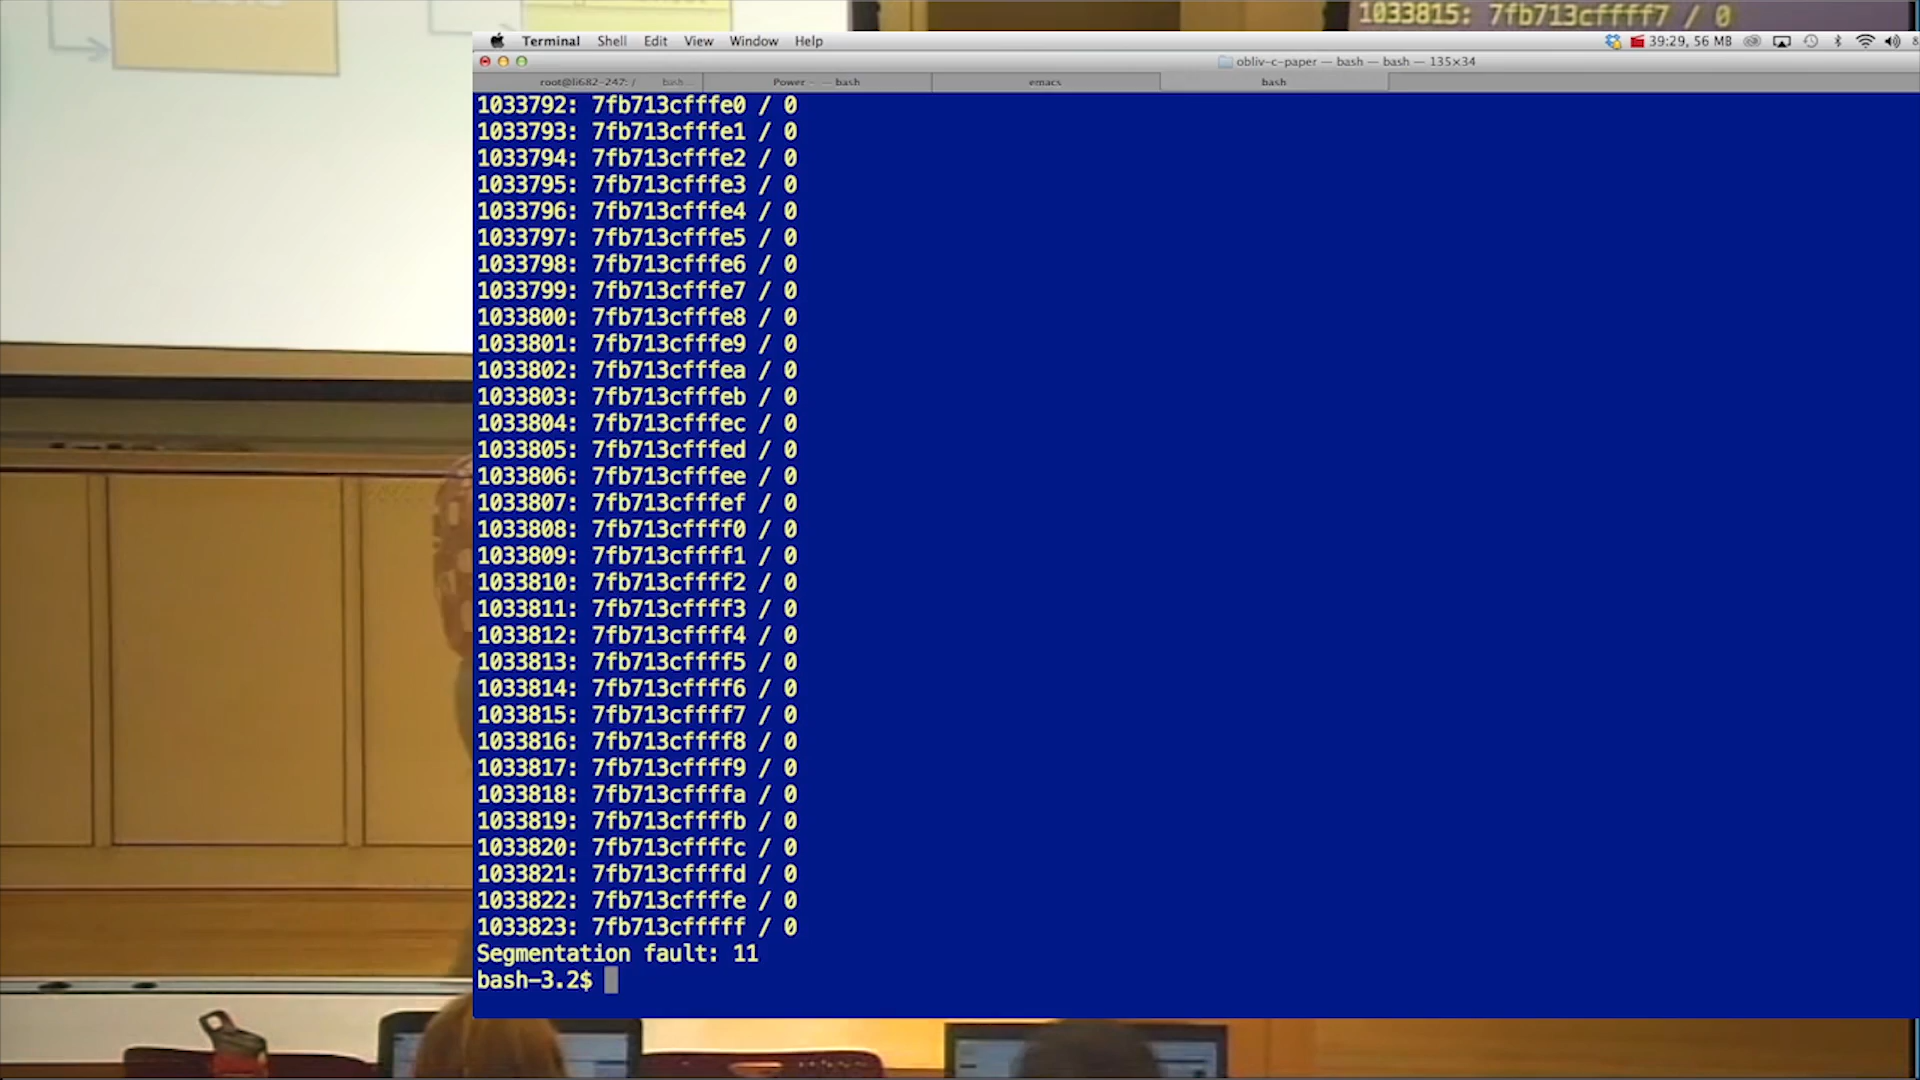 1033815: 7fb713cffff7 / 0
Terminal Shell Edit View Window Help 39:29, 56 MB
obliv-c-paper — bash — bash — 135×34
root@li682-247: / bash Power — bash emacs bash
1033792: 7fb713cfffe0 / 0
1033793: 7fb713cfffe1 / 0
1033794: 7fb713cfffe2 / 0
1033795: 7fb713cfffe3 / 0
1033796: 7fb713cfffe4 / 0
1033797: 7fb713cfffe5 / 0
1033798: 7fb713cfffe6 / 0
1033799: 7fb713cfffe7 / 0
1033800: 7fb713cfffe8 / 0
1033801: 7fb713cfffe9 / 0
1033802: 7fb713cfffea / 0
1033803: 7fb713cfffeb / 0
1033804: 7fb713cfffec / 0
1033805: 7fb713cfffed / 0
1033806: 7fb713cfffee / 0
1033807: 7fb713cfffef / 0
1033808: 7fb713cffff0 / 0
1033809: 7fb713cffff1 / 0
1033810: 7fb713cffff2 / 0
1033811: 7fb713cffff3 / 0
1033812: 7fb713cffff4 / 0
1033813: 7fb713cffff5 / 0
1033814: 7fb713cffff6 / 0
1033815: 7fb713cffff7 / 0
1033816: 7fb713cffff8 / 0
1033817: 7fb713cffff9 / 0
1033818: 7fb713cffffa / 0
1033819: 7fb713cffffb / 0
1033820: 7fb713cffffc / 0
1033821: 7fb713cffffd / 0
1033822: 7fb713cffffe / 0
1033823: 7fb713cfffff / 0
Segmentation fault: 11
bash-3.2$